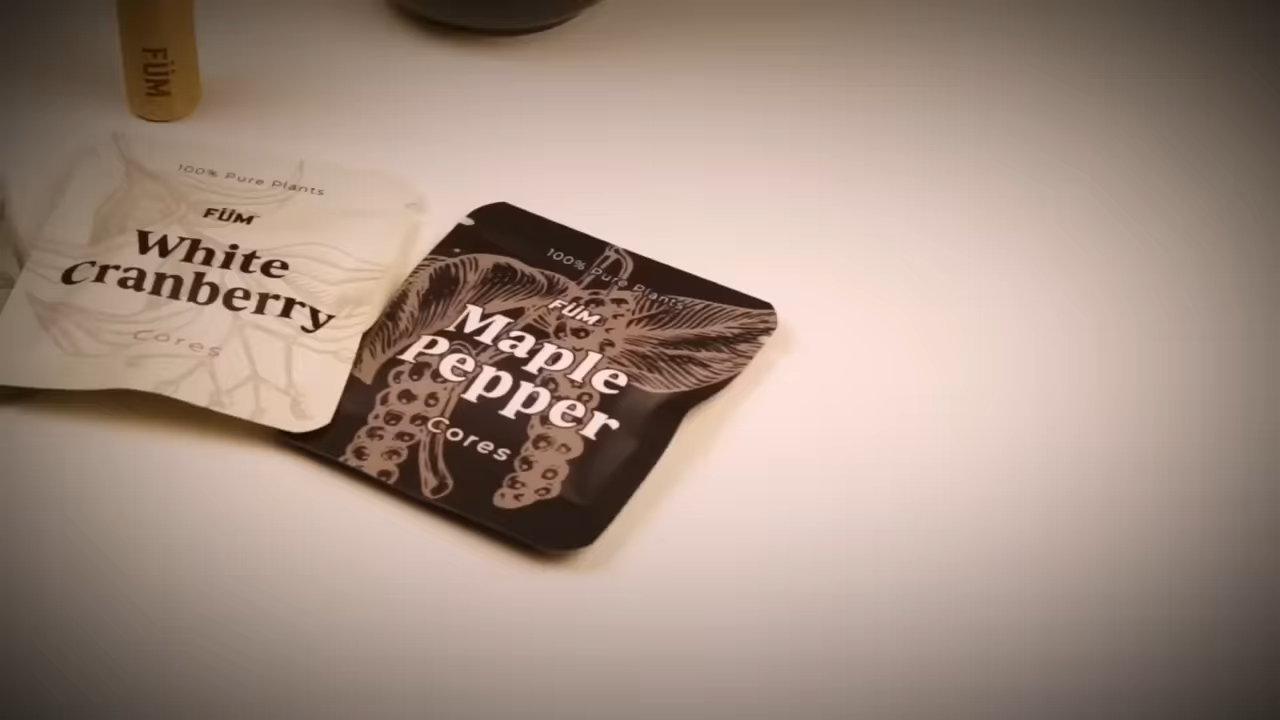 FÜM
100% Pure Plants
FÜM
White
Cranberry
Cores
100% Pure Plants
FÜM
Maple
Pepper
Cores